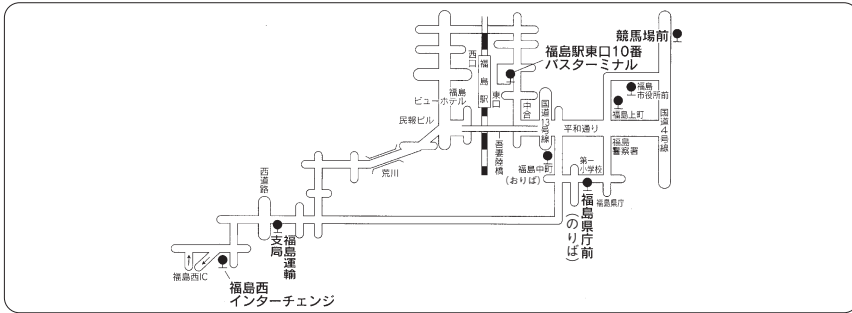 競馬場前
福島駅東口10番
バスターミナル
西口
福島駅
東口
福島
ビューホテル
民報ビル
中合
国道13号線
平和通り
福島
市役所前
福島上町
国道4号線
福島
警察署
吾妻陸橋
福島中町
(おりば)
第一
小学校
福島県庁
福島県庁前
(のりば)
荒川
西道路
福島運輸
支局
福島西IC
福島西
インターチェンジ